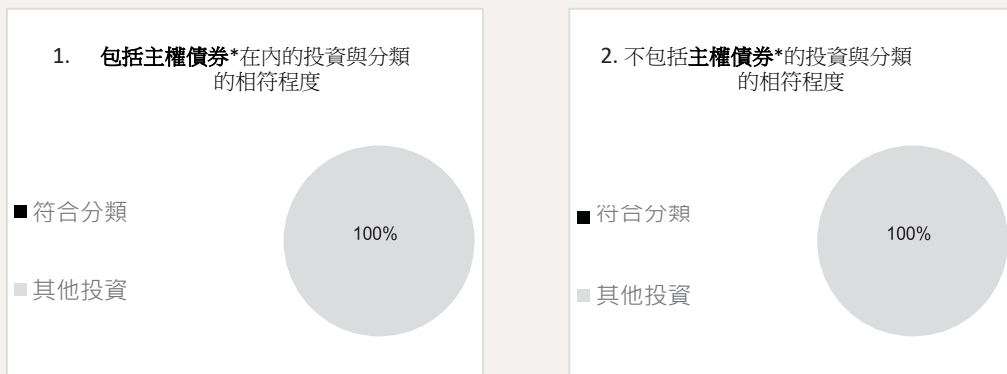 1. 包括主權債券*在內的投資與分類
的相符程度
符合分類
其他投資
100%
2. 不包括主權債券*的投資與分類
的相符程度
符合分類
其他投資
100%